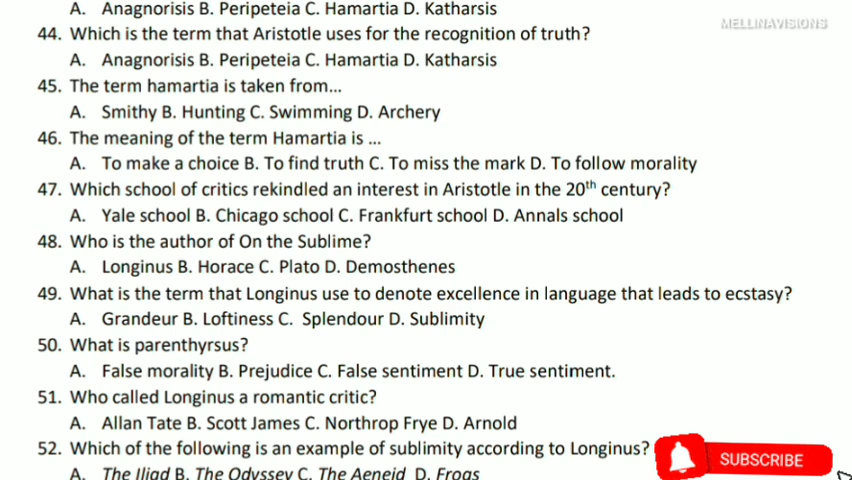 A. Anagnorisis B. Peripeteia C. Hamartia D. Katharsis
MELLINAVISIONS
44. Which is the term that Aristotle uses for the recognition of truth?
A. Anagnorisis B. Peripeteia C. Hamartia D. Katharsis
45. The term hamartia is taken from...
A. Smithy B. Hunting C. Swimming D. Archery
46. The meaning of the term Hamartia is ...
A. To make a choice B. To find truth C. To miss the mark D. To follow morality
47. Which school of critics rekindled an interest in Aristotle in the 20th century?
A. Yale school B. Chicago school C. Frankfurt school D. Annals school
48. Who is the author of On the Sublime?
A. Longinus B. Horace C. Plato D. Demosthenes
49. What is the term that Longinus use to denote excellence in language that leads to ecstasy?
A. Grandeur B. Loftiness C. Splendour D. Sublimity
50. What is parenthyrsus?
A. False morality B. Prejudice C. False sentiment D. True sentiment.
51. Who called Longinus a romantic critic?
A. Allan Tate B. Scott James C. Northrop Frye D. Arnold
52. Which of the following is an example of sublimity according to Longinus?
SUBSCRIBE
A. The Iliad B. The Odyssey C. The Aeneid D. Frogs